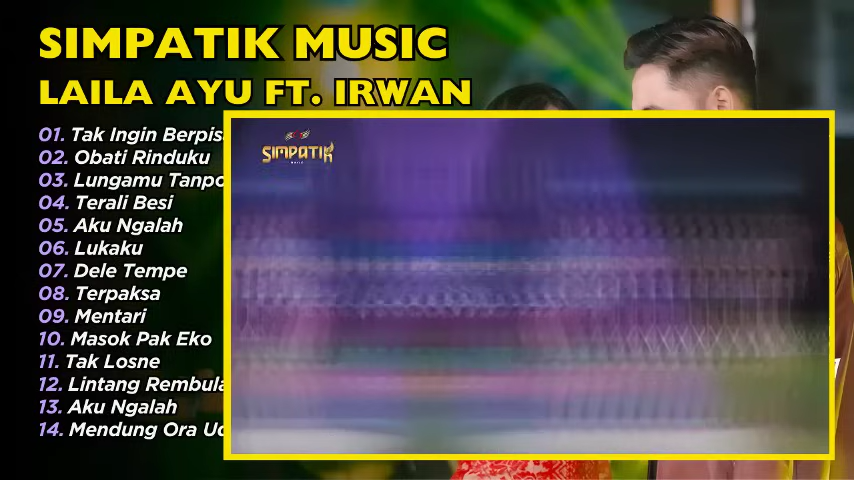 SIMPATIK MUSIC
LAILA AYU FT. IRWAN
01. Tak Ingin Berpis
02. Obati Rinduku
03. Lungamu Tanpo
04. Terali Besi
05. Aku Ngalah
06. Lukaku
07. Dele Tempe
08. Terpaksa
09. Mentari
10. Masok Pak Eko
11. Tak Losne
12. Lintang Rembula
13. Aku Ngalah
14. Mendung Ora Ud
SIMPATIK